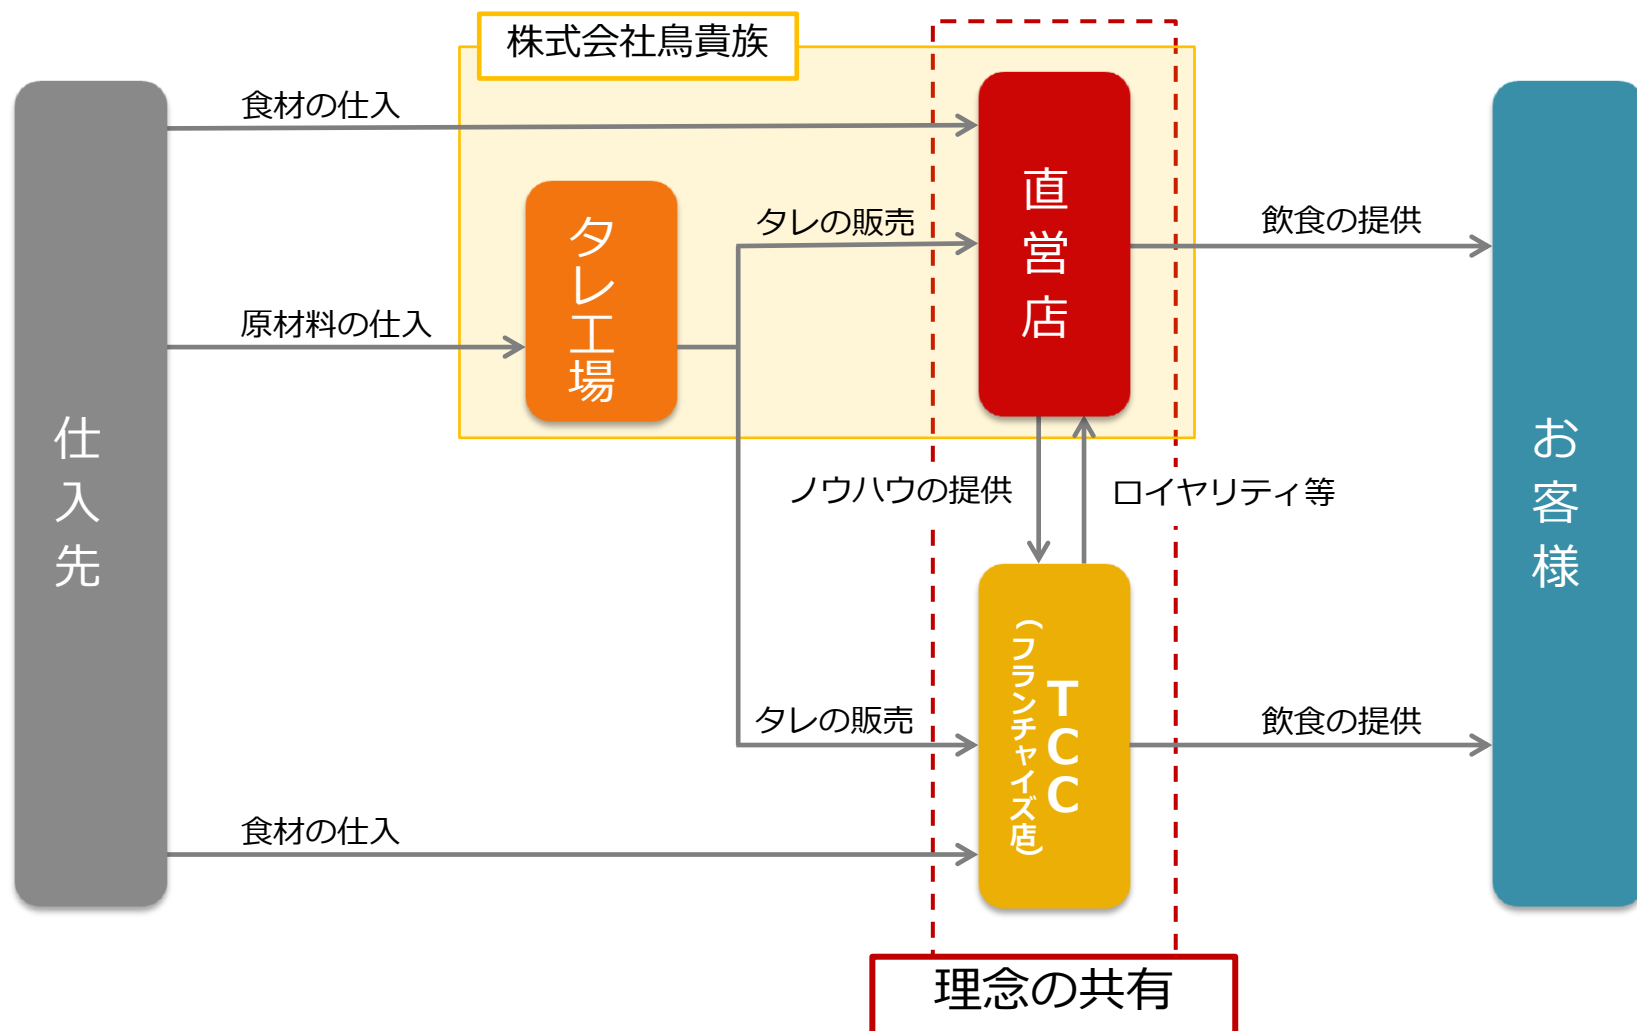 株式会社鳥貴族
食材の仕入
直営店
タレ工場
タレの販売
飲食の提供
原材料の仕入
仕入先
お客様
ノウハウの提供
ロイヤリティ等
TCC
（フランチャイズ店）
タレの販売
飲食の提供
食材の仕入
理念の共有